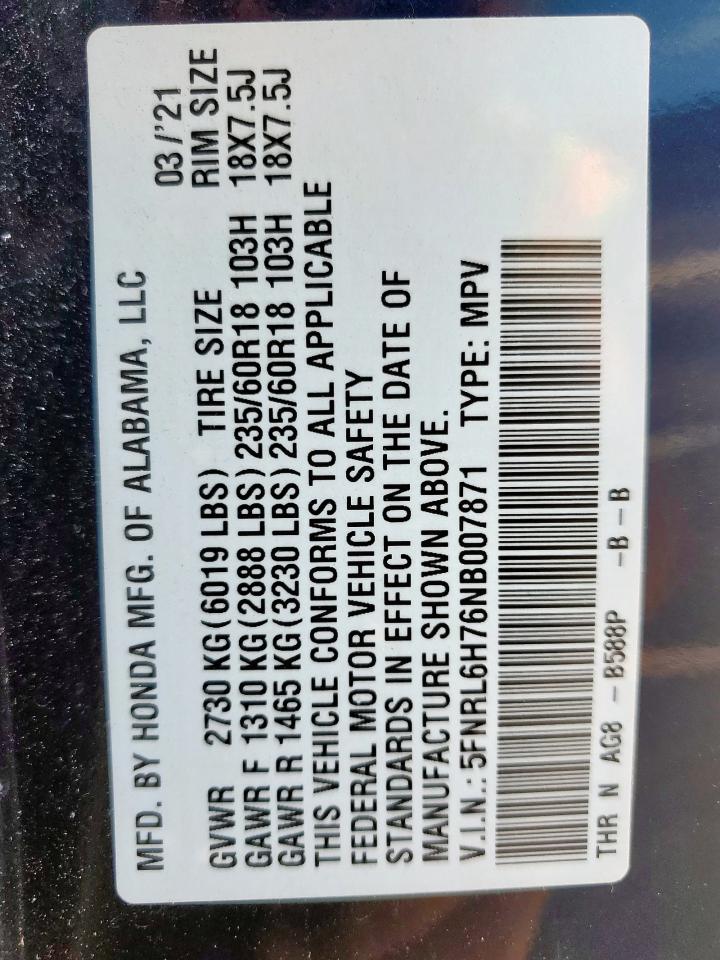 MFD. BY HONDA MFG. OF ALABAMA, LLC
03/'21
GVWR 2730 KG(6019 LBS) TIRE SIZE RIM SIZE
GAWR F 1310 KG(2888 LBS)235/60R18 103H 18X7.5J
GAWR R 1465 KG(3230 LBS)235/60R18 103H 18X7.5J
THIS VEHICLE CONFORMS TO ALL APPLICABLE
FEDERAL MOTOR VEHICLE SAFETY
STANDARDS IN EFFECT ON THE DATE OF
MANUFACTURE SHOWN ABOVE.
V.I.N.: 5FNRL6H76NB007871 TYPE: MPV
THR N AG8 - B588P -B - B